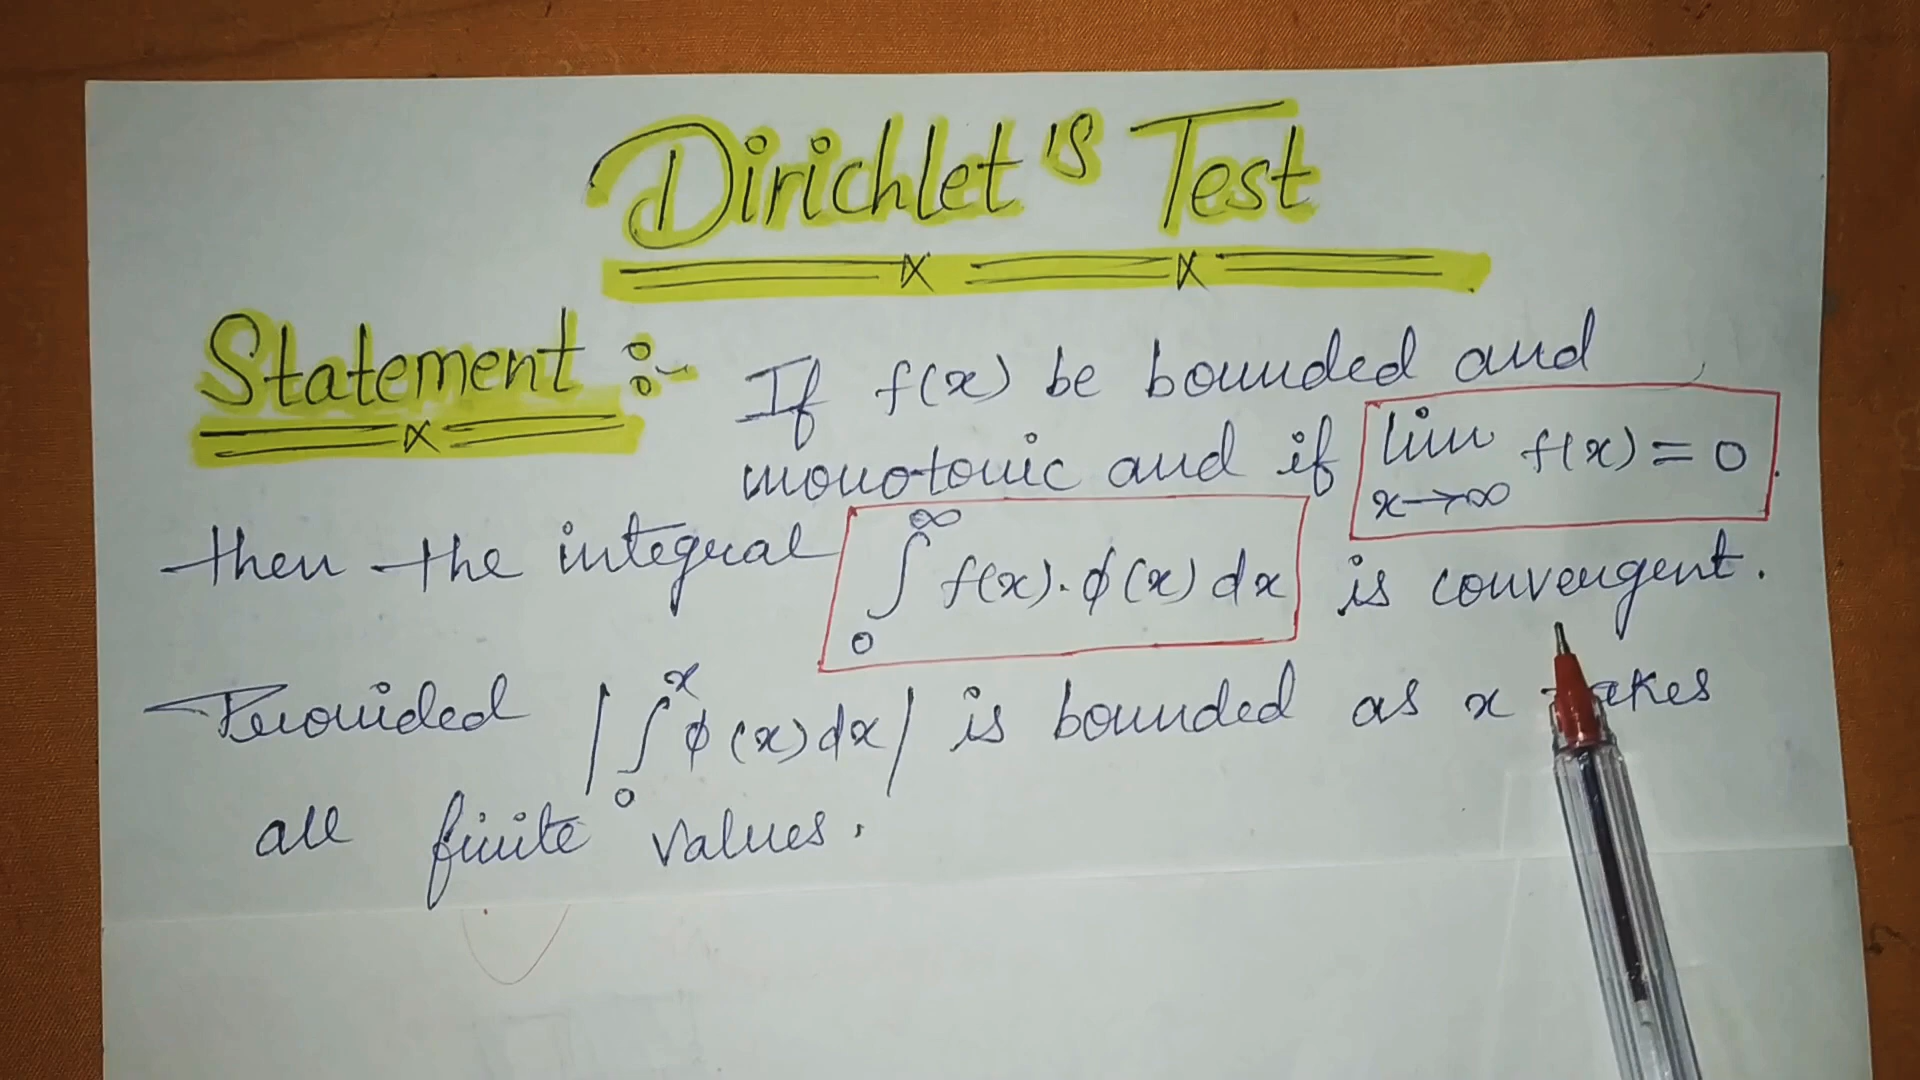 Dirichlet's Test
Statement :- If f(x) be bounded and
monotonic and if lim x→∞ f(x) = 0.
then the integral ∫₀^∞ f(x).ϕ(x) dx is convergent.
Provided |∫₀^x ϕ(x) dx| is bounded as x takes
all finite values.